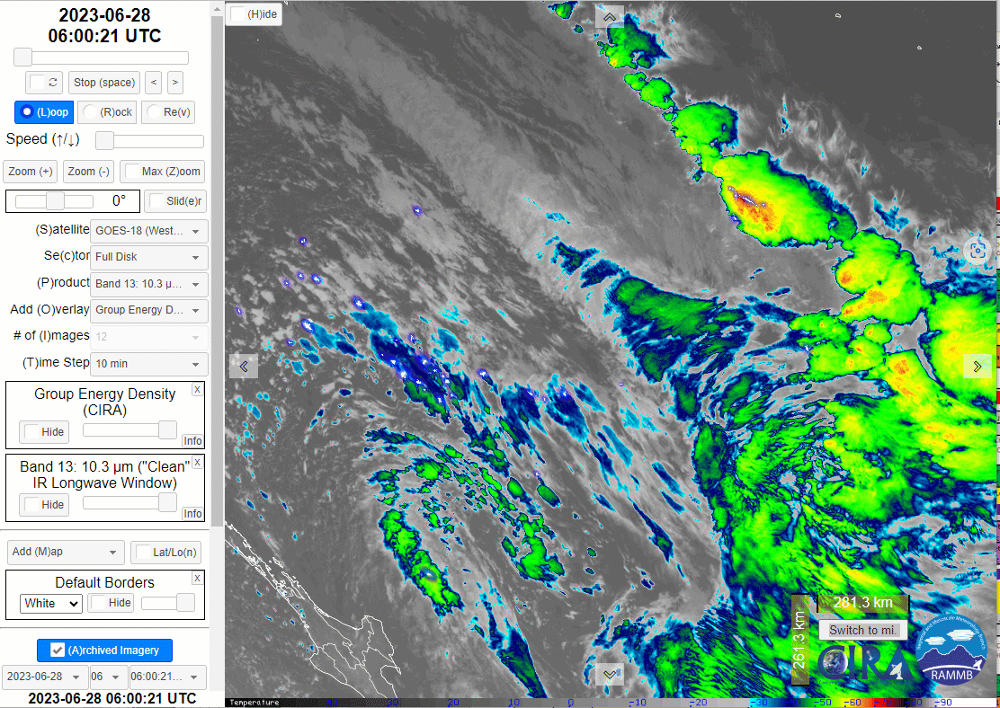 2023-06-28
06:00:21 UTC
Stop (space)
<
>
(L)oop
(R)ock
Re(v)
Speed (↑/↓)
Zoom (+)
Zoom (-)
Max (Z)oom
0°
Slid(e)r
(S)atellite
GOES-18 (West...
Se(c)tor
Full Disk
(P)roduct
Band 13: 10.3 µ...
Add (O)verlay
Group Energy D...
# of (I)mages
12
(T)ime Step
10 min
Group Energy Density
(CIRA)
X
Hide
Info
Band 13: 10.3 µm ("Clean"
IR Longwave Window)
X
Hide
Info
Add (M)ap
Lat/Lo(n)
Default Borders
X
White
Hide
(A)rchived Imagery
2023-06-28
06
06:00:21...
2023-06-28 06:00:21 UTC
(H)ide
281.3 km
261.3 km
Switch to mi.
CIRA
RAMMB
Temperature
20
10
0
-10
-20
-30
-50
-60
-90